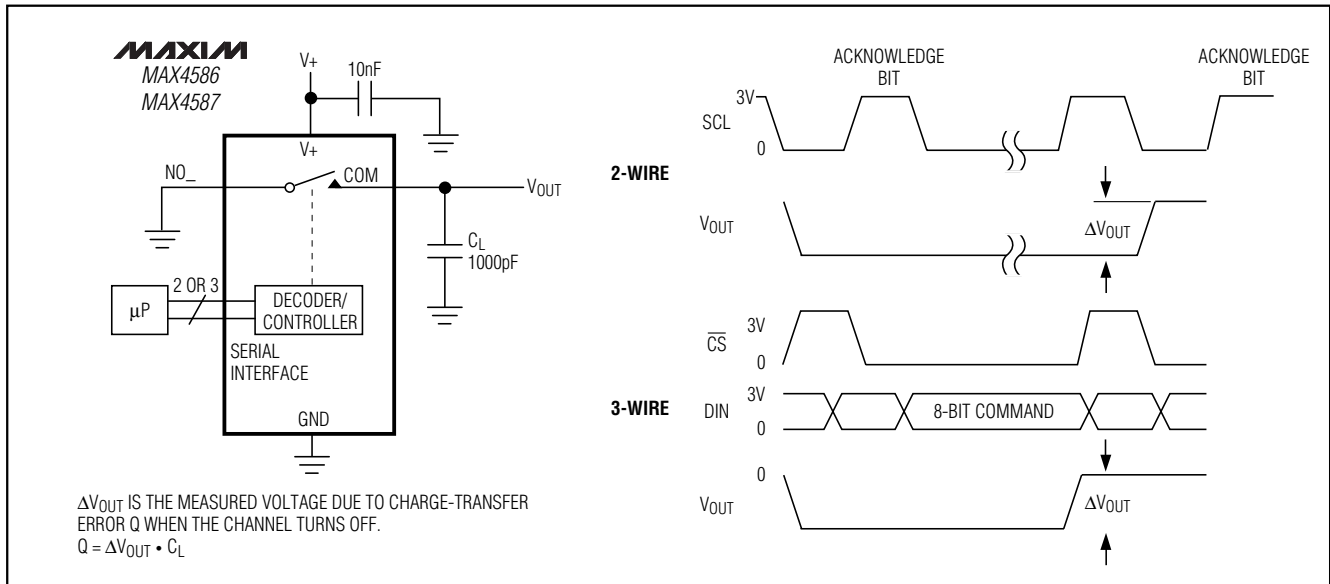 MAXIM
MAX4586
MAX4587
V+
10nF
V+
NO_
COM
VOUT
CL
1000pF
2 OR 3
μP
DECODER/
CONTROLLER
SERIAL
INTERFACE
GND
ΔVOUT IS THE MEASURED VOLTAGE DUE TO CHARGE-TRANSFER
ERROR Q WHEN THE CHANNEL TURNS OFF.
Q = ΔVOUT • CL
ACKNOWLEDGE
BIT
ACKNOWLEDGE
BIT
3V
SCL
0
2-WIRE
VOUT
ΔVOUT
3V
CS
0
3-WIRE
3V
DIN
8-BIT COMMAND
0
0
VOUT
ΔVOUT